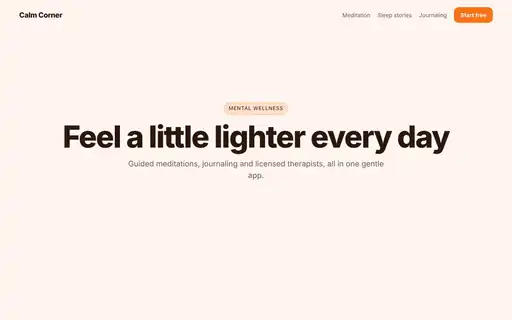 Calm Corner
Meditation Sleep stories Journaling Start free
MENTAL WELLNESS
Feel a little lighter every day
Guided meditations, journaling and licensed therapists, all in one gentle
app.